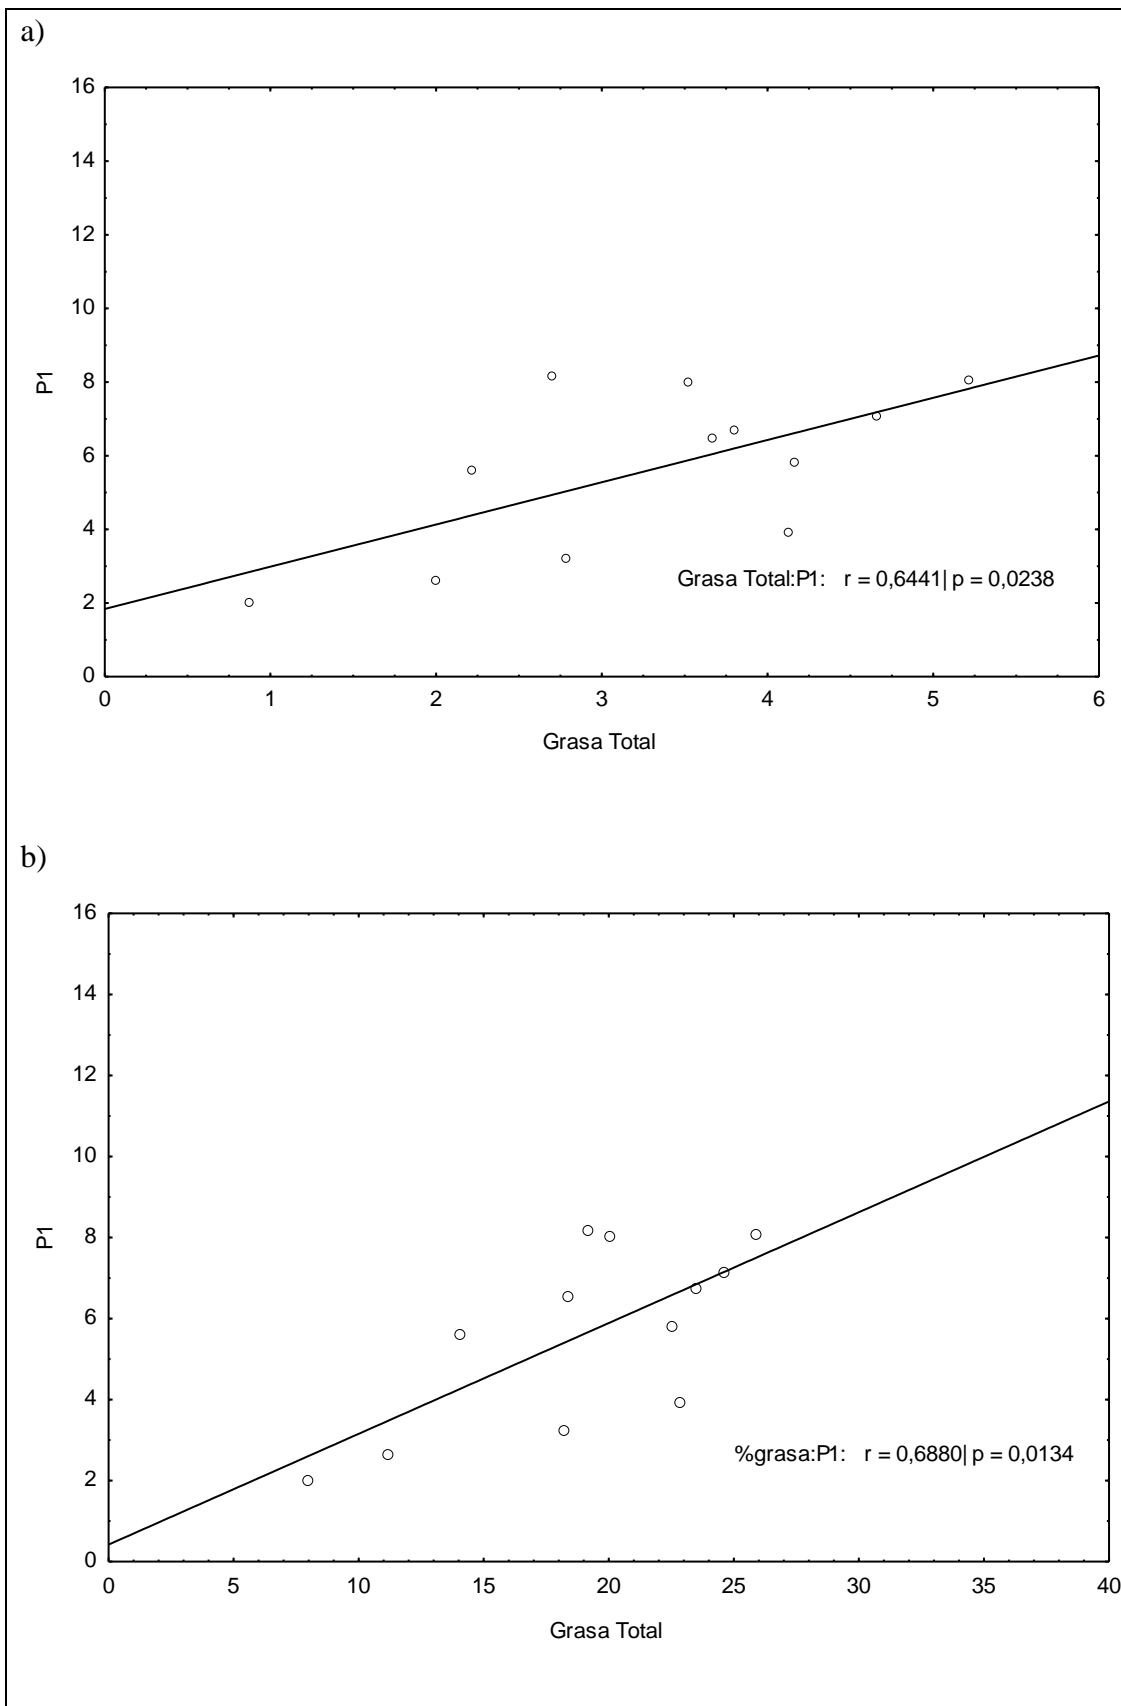 a)
16
14
12
10
8
6
4
2
0
P1
Grasa Total:P1: r = 0,6441| p = 0,0238
0 1 2 3 4 5 6
Grasa Total
b)
16
14
12
10
8
6
4
2
0
P1
%grasa:P1: r = 0,6880| p = 0,0134
0 5 10 15 20 25 30 35 40
Grasa Total